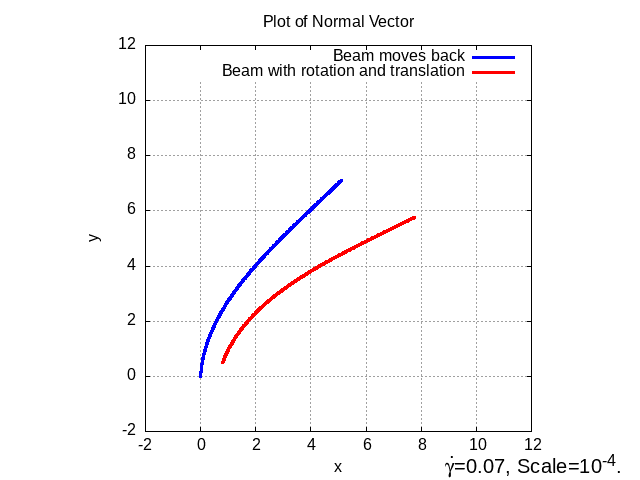 Plot of Normal Vector
Beam moves back
Beam with rotation and translation
12
10
8
6
4
2
0
-2
y
-2 0 2 4 6 8 10 12
x
γ̇=0.07, Scale=10⁻⁴.